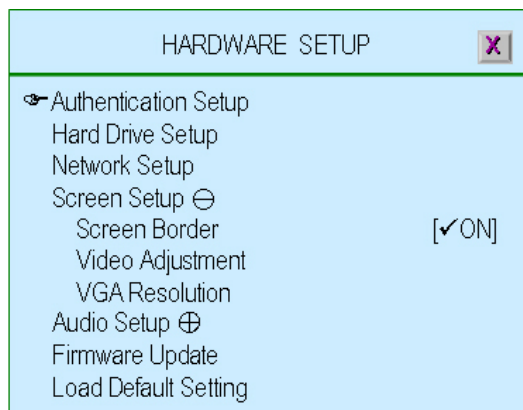 HARDWARE SETUP X
Authentication Setup
Hard Drive Setup
Network Setup
Screen Setup ⊖
Screen Border [✓ON]
Video Adjustment
VGA Resolution
Audio Setup ⊕
Firmware Update
Load Default Setting